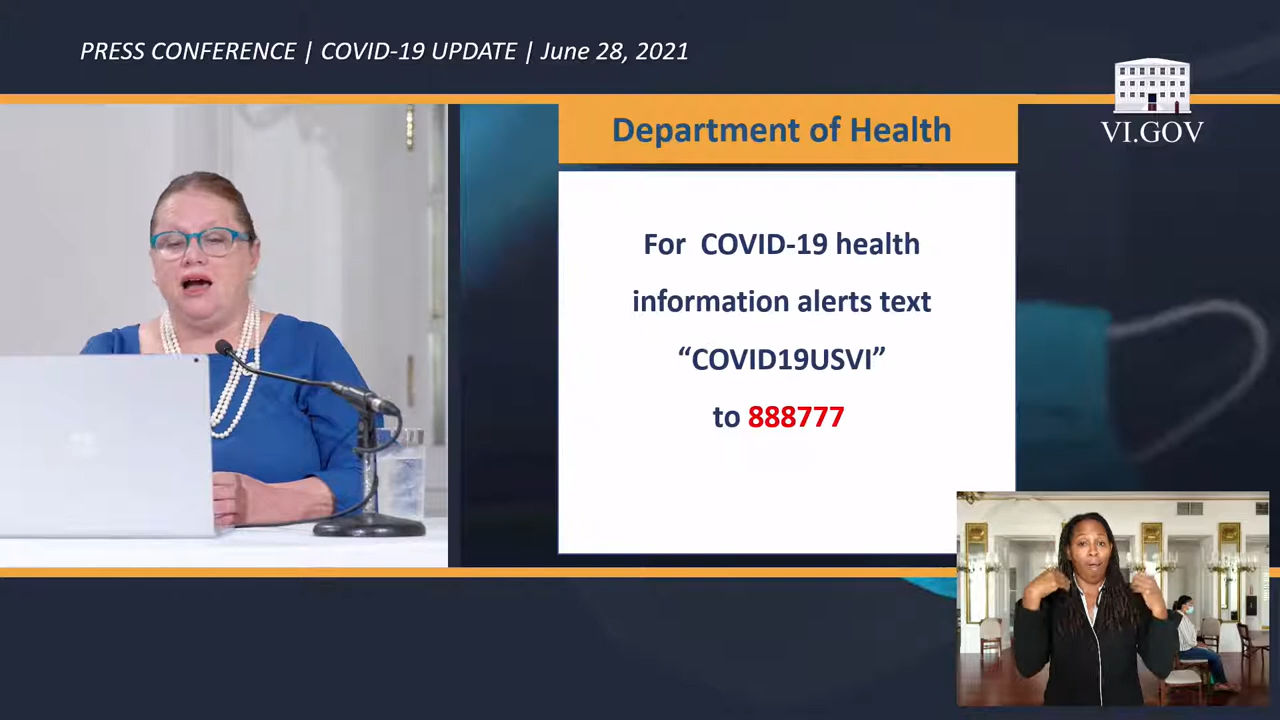 PRESS CONFERENCE | COVID-19 UPDATE | June 28, 2021
VI.GOV
Department of Health
For COVID-19 health
information alerts text
“COVID19USVI”
to 888777